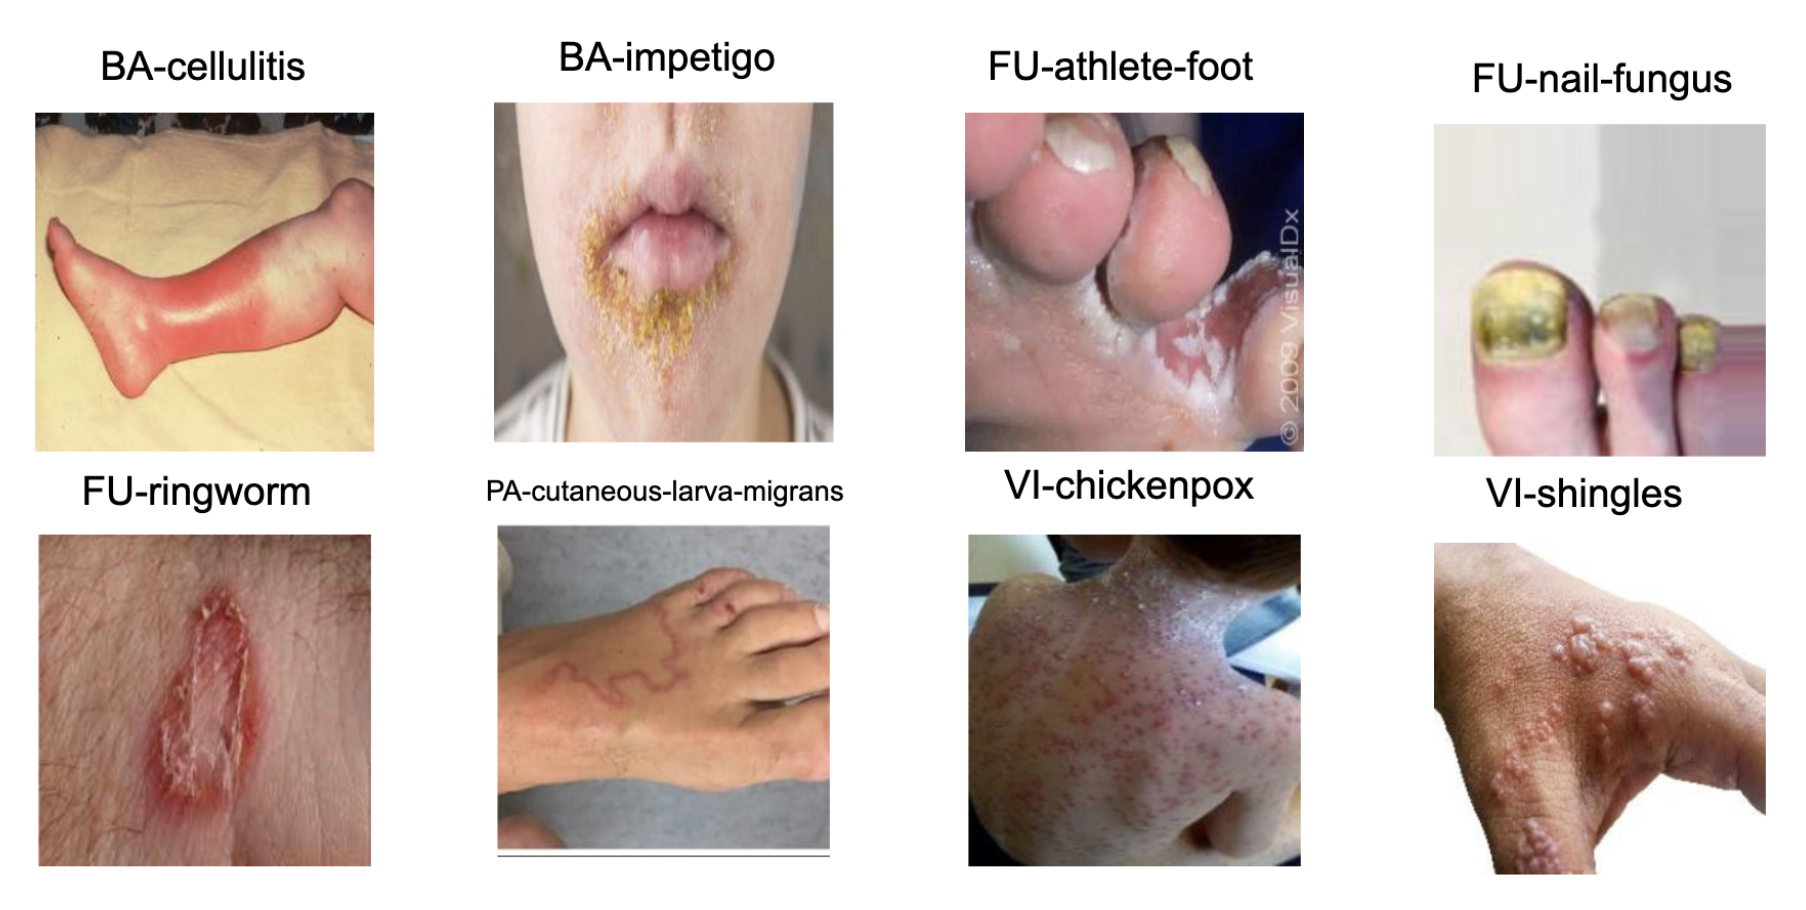 BA-cellulitis
BA-impetigo
FU-athlete-foot
FU-nail-fungus
© 2009 VisualDx
FU-ringworm
PA-cutaneous-larva-migrans
VI-chickenpox
VI-shingles